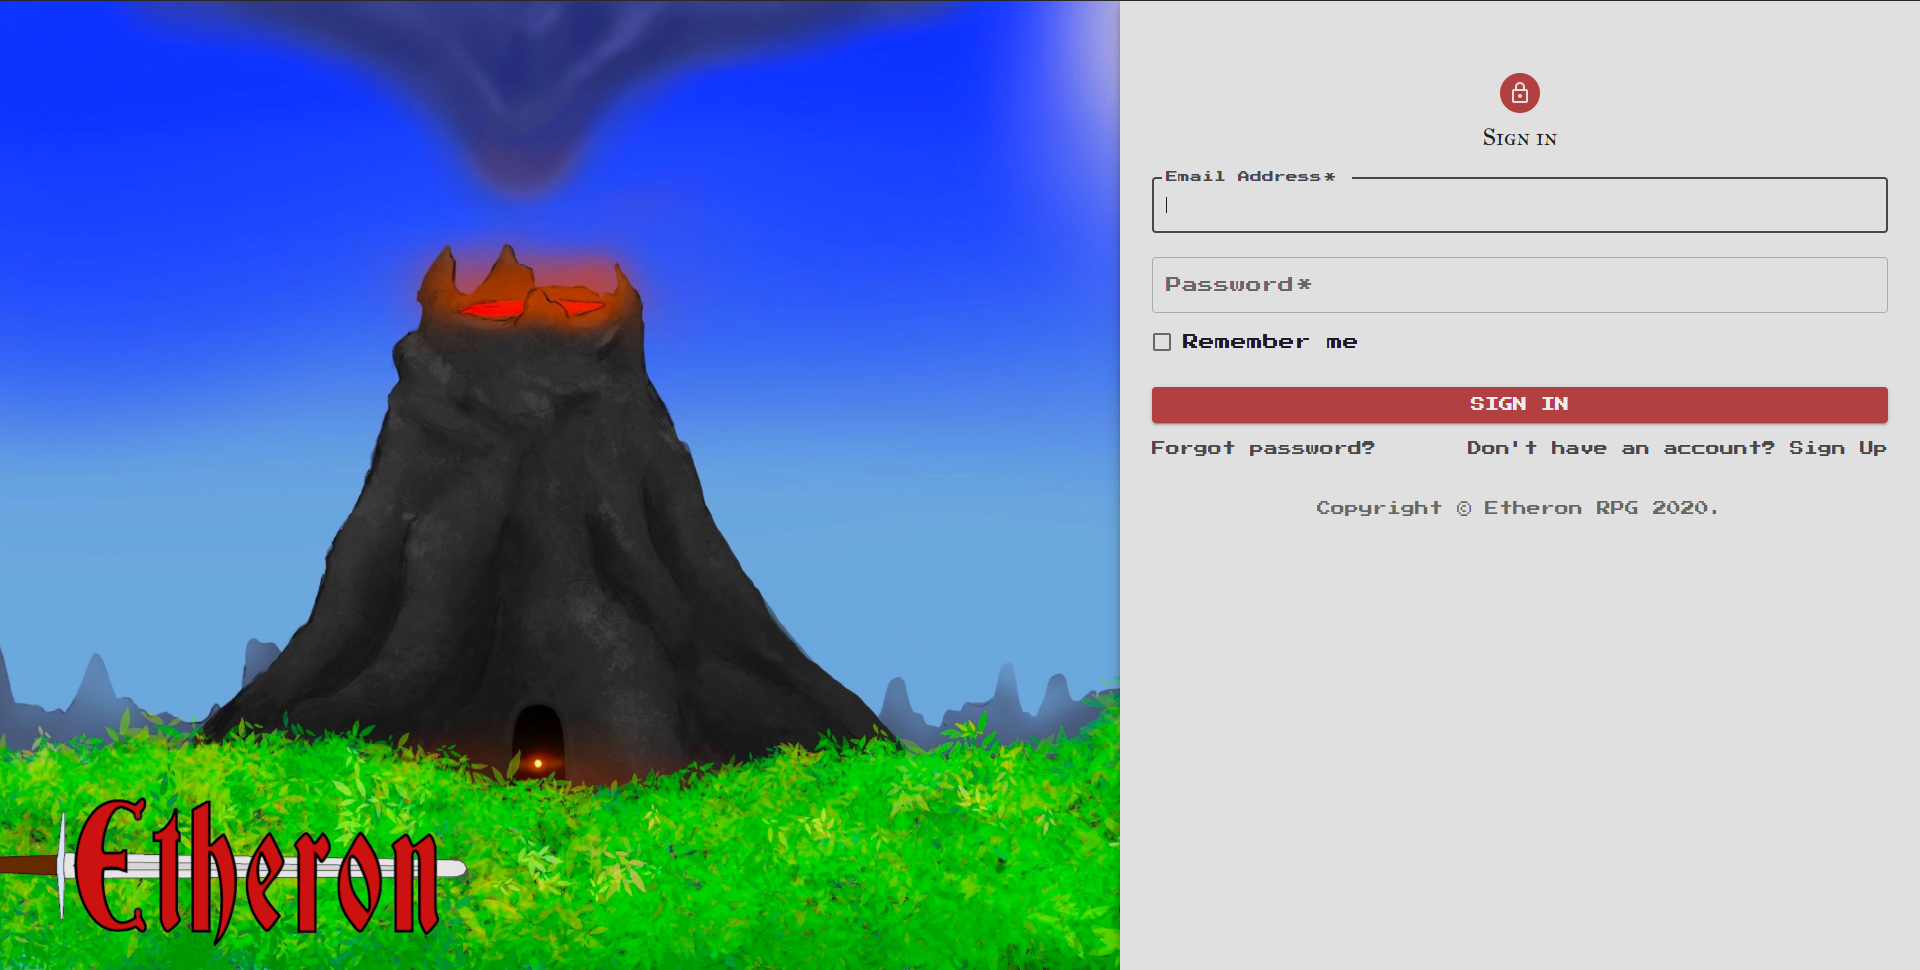 Etheron
Sign in
Email Address*
Password*
Remember me
SIGN IN
Forgot password?
Don't have an account? Sign Up
Copyright © Etheron RPG 2020.